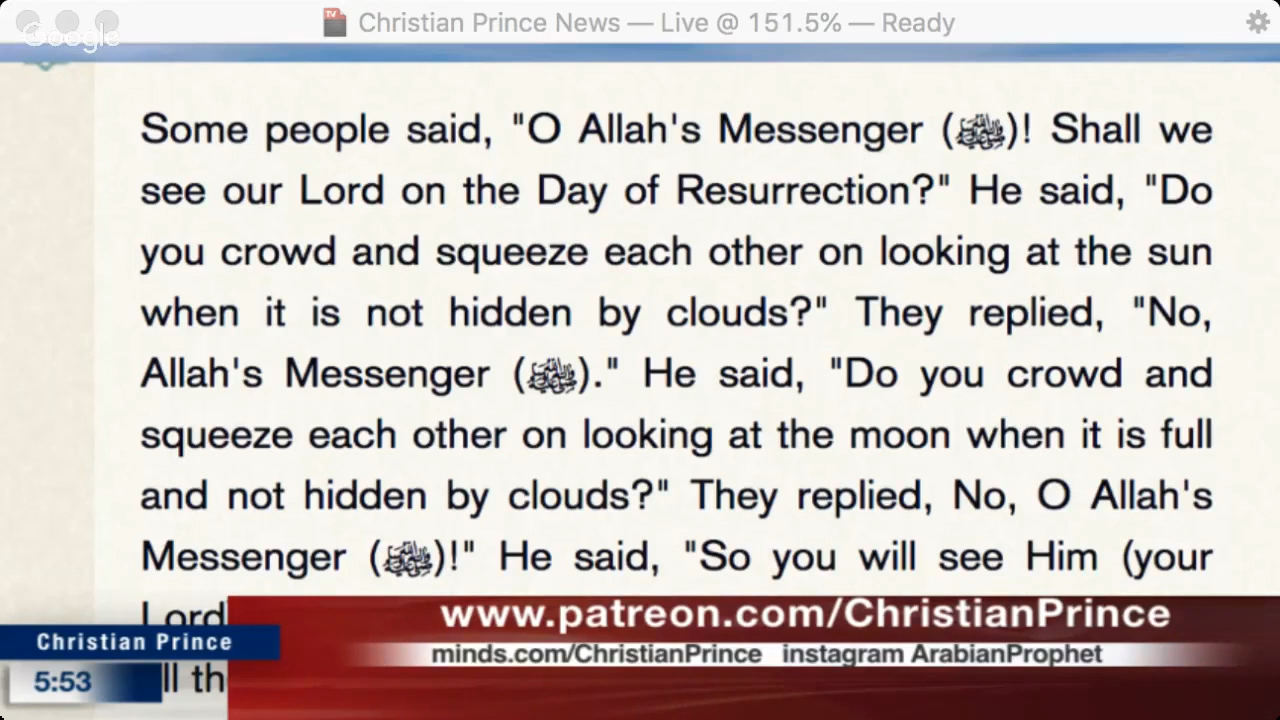 Christian Prince News — Live @ 151.5% — Ready
Google
Some people said, "O Allah's Messenger (ﷺ)! Shall we
see our Lord on the Day of Resurrection?" He said, "Do
you crowd and squeeze each other on looking at the sun
when it is not hidden by clouds?" They replied, "No,
Allah's Messenger (ﷺ)." He said, "Do you crowd and
squeeze each other on looking at the moon when it is full
and not hidden by clouds?" They replied, No, O Allah's
Messenger (ﷺ)!" He said, "So you will see Him (your
Lord
www.patreon.com/ChristianPrince
Christian Prince
minds.com/ChristianPrince instagram ArabianProphet
5:53